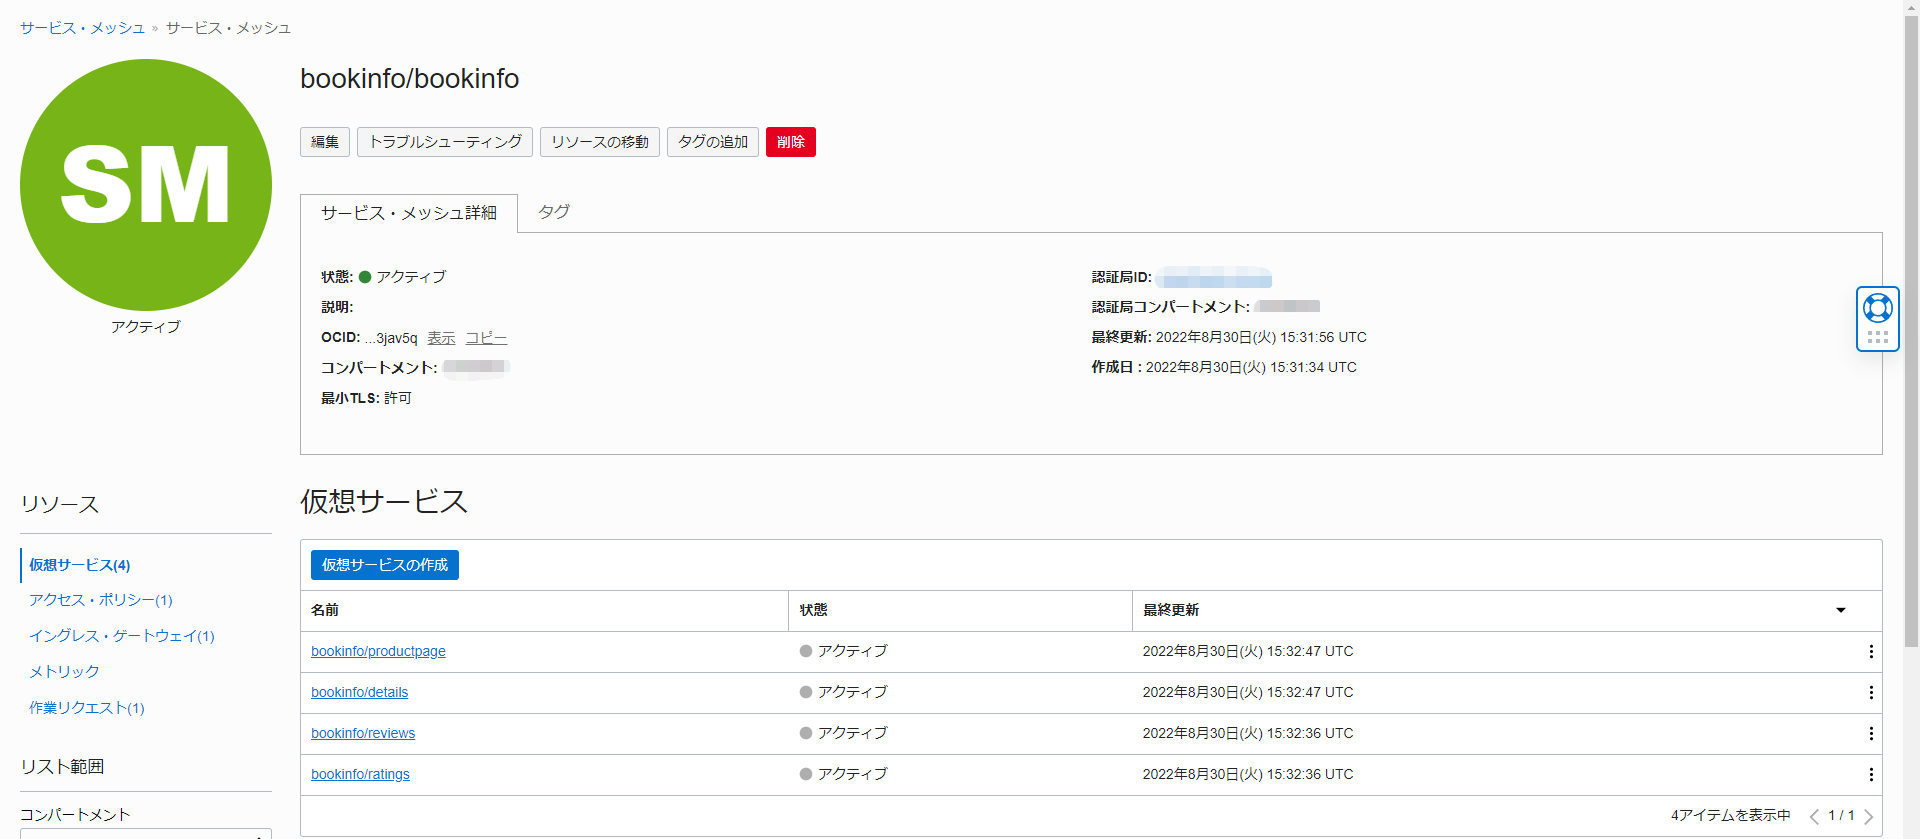 サービス・メッシュ » サービス・メッシュ
SM
アクティブ
bookinfo/bookinfo
編集 トラブルシューティング リソースの移動 タグの追加 削除
サービス・メッシュ詳細 タグ
状態: アクティブ
説明:
OCID: ...3jav5q 表示 コピー
コンパートメント:
最小TLS: 許可
認証局ID:
認証局コンパートメント:
最終更新: 2022年8月30日(火) 15:31:56 UTC
作成日 : 2022年8月30日(火) 15:31:34 UTC
リソース
仮想サービス(4)
アクセス・ポリシー(1)
イングレス・ゲートウェイ(1)
メトリック
作業リクエスト(1)
リスト範囲
コンパートメント
仮想サービス
仮想サービスの作成
名前 状態 最終更新
bookinfo/productpage アクティブ 2022年8月30日(火) 15:32:47 UTC
bookinfo/details アクティブ 2022年8月30日(火) 15:32:47 UTC
bookinfo/reviews アクティブ 2022年8月30日(火) 15:32:36 UTC
bookinfo/ratings アクティブ 2022年8月30日(火) 15:32:36 UTC
4アイテムを表示中 1 / 1